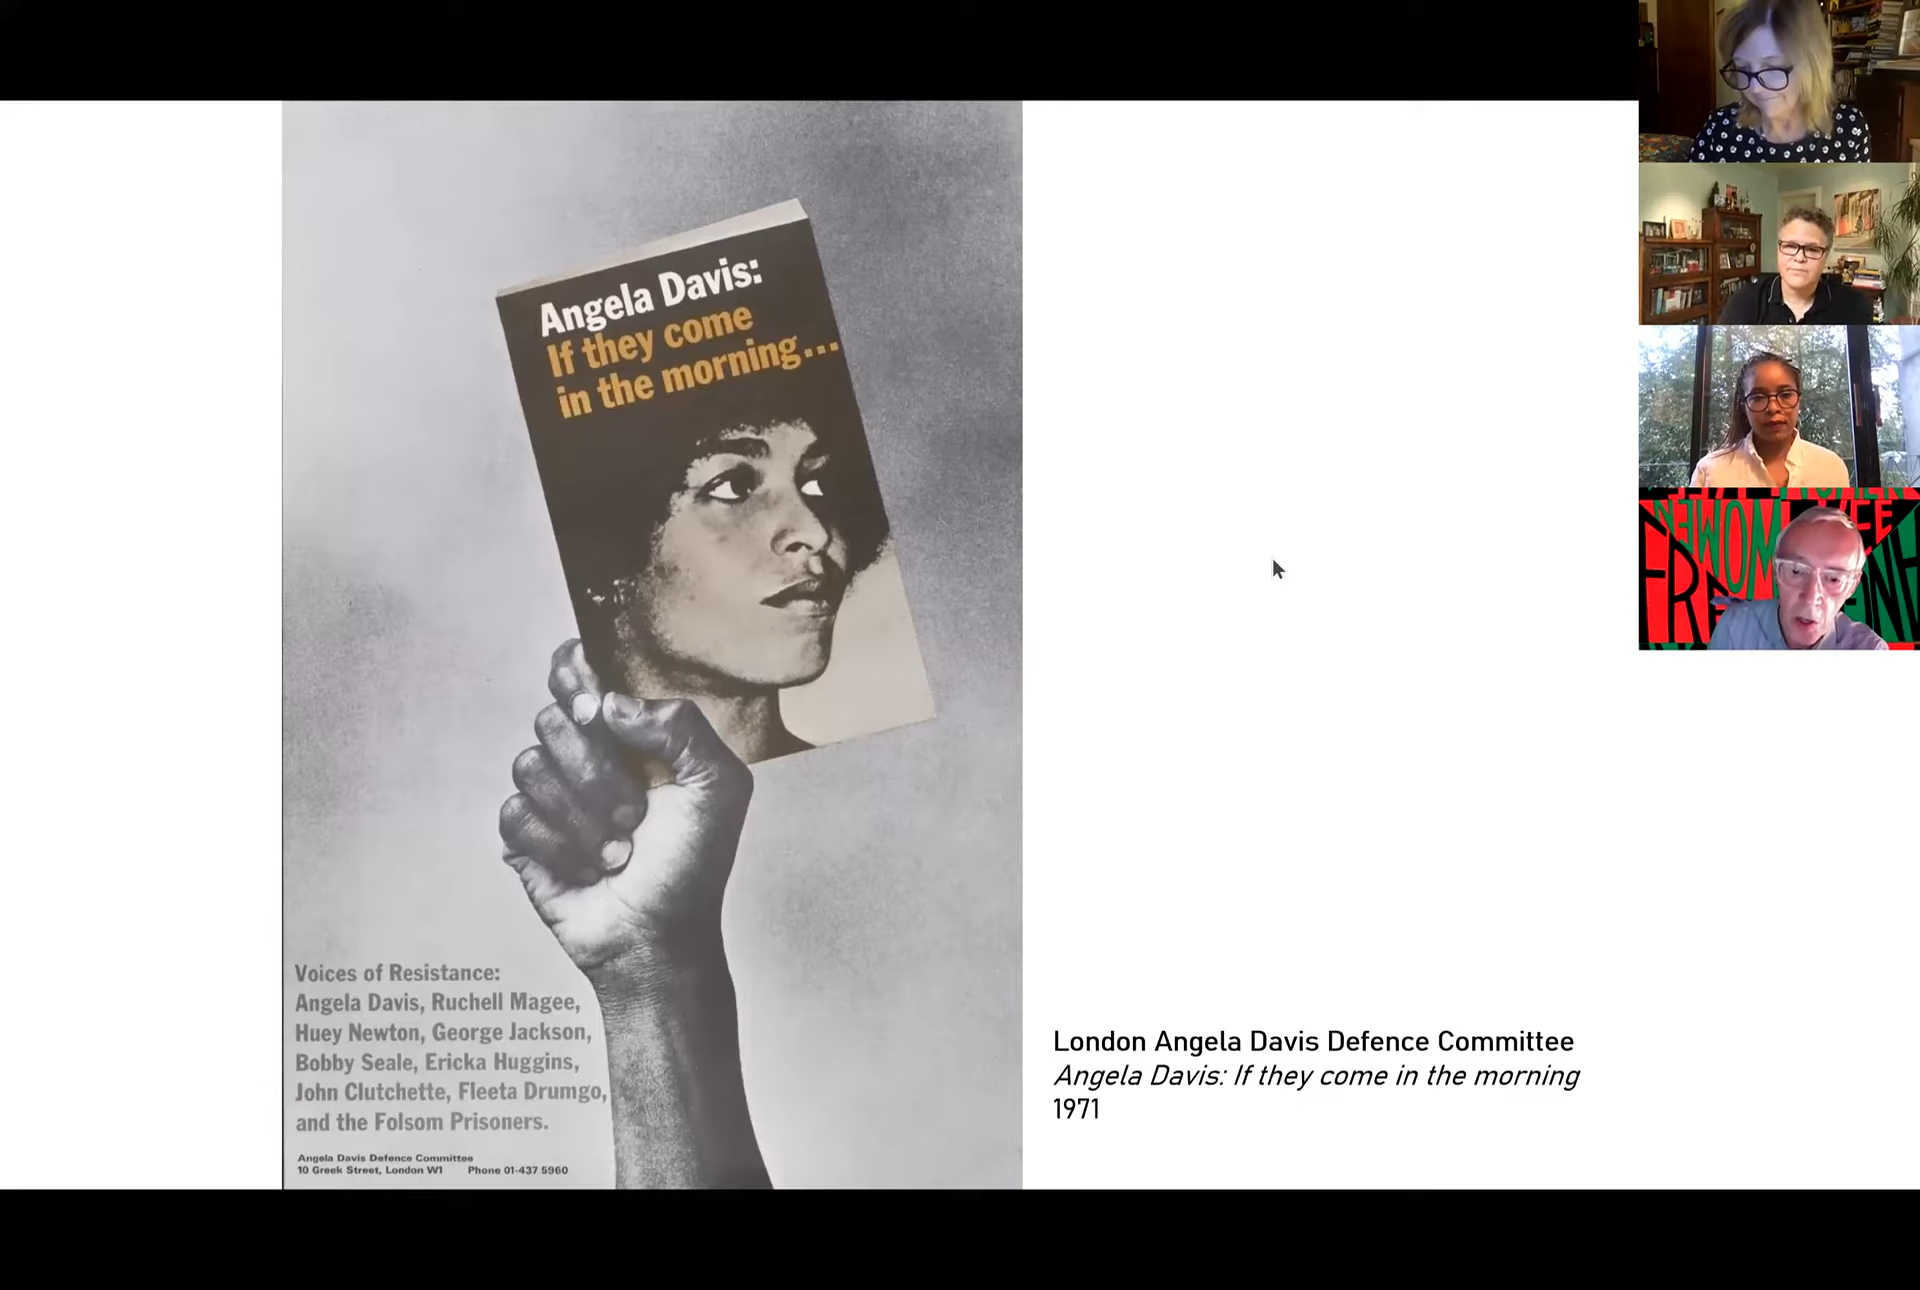 Angela Davis:
If they come
in the morning...
Voices of Resistance:
Angela Davis, Ruchell Magee,
Huey Newton, George Jackson,
Bobby Seale, Ericka Huggins,
John Clutchette, Fleeta Drumgo,
and the Folsom Prisoners.
Angela Davis Defence Committee
10 Greek Street, London W1 Phone 01-437 5960
London Angela Davis Defence Committee
Angela Davis: If they come in the morning
1971
WOMEN